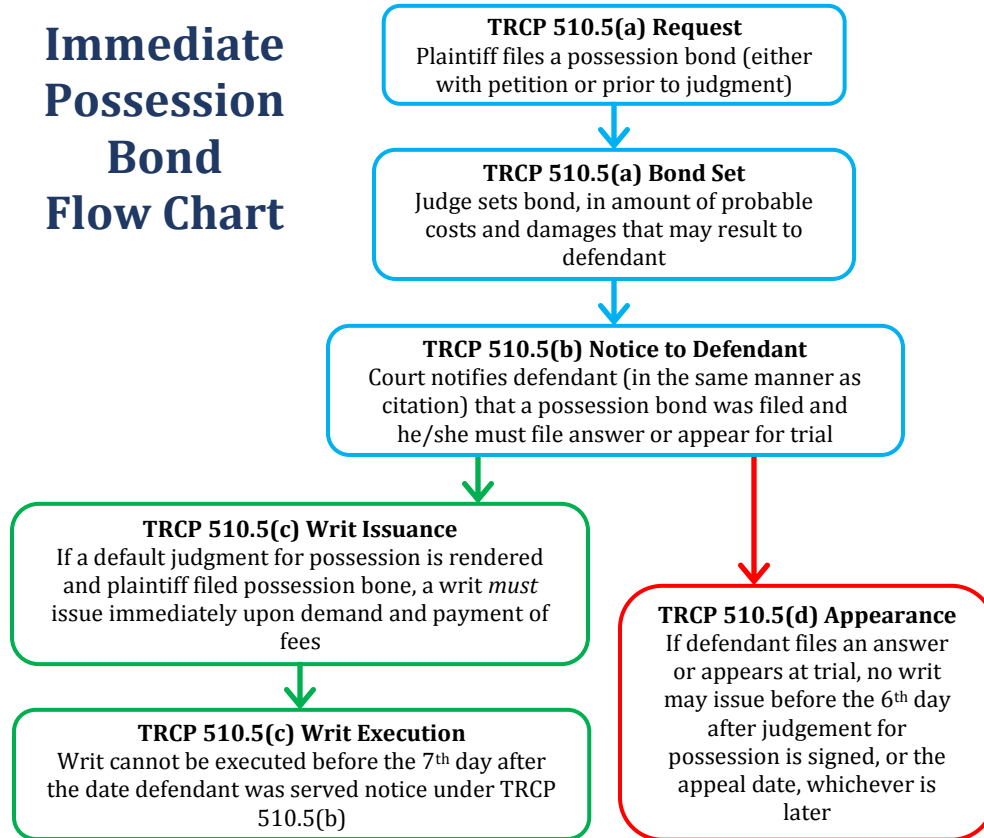 Immediate
Possession
Bond
Flow Chart
TRCP 510.5(a) Request
Plaintiff files a possession bond (either
with petition or prior to judgment)
TRCP 510.5(a) Bond Set
Judge sets bond, in amount of probable
costs and damages that may result to
defendant
TRCP 510.5(b) Notice to Defendant
Court notifies defendant (in the same manner as
citation) that a possession bond was filed and
he/she must file answer or appear for trial
TRCP 510.5(c) Writ Issuance
If a default judgment for possession is rendered
and plaintiff filed possession bone, a writ must
issue immediately upon demand and payment of
fees
TRCP 510.5(c) Writ Execution
Writ cannot be executed before the 7th day after
the date defendant was served notice under TRCP
510.5(b)
TRCP 510.5(d) Appearance
If defendant files an answer
or appears at trial, no writ
may issue before the 6th day
after judgement for
possession is signed, or the
appeal date, whichever is
later